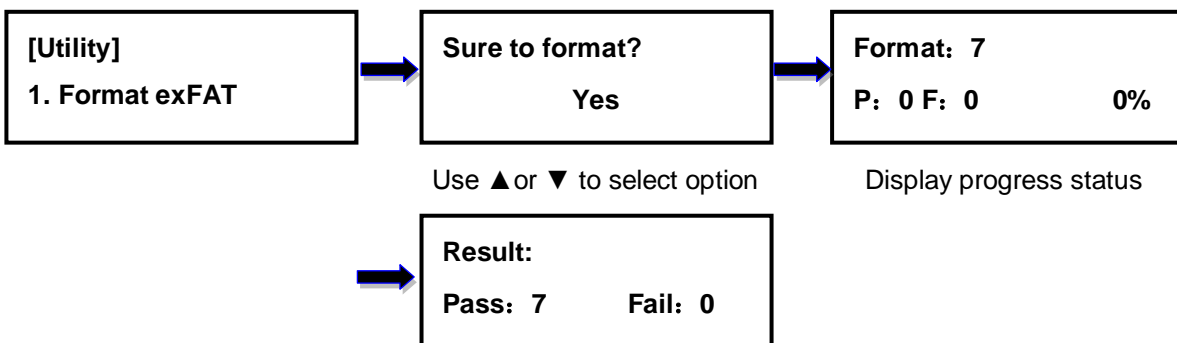 [Utility]
1. Format exFAT
Sure to format?
Yes
Use ▲or ▼ to select option
Format：7
P：0 F：0 0%
Display progress status
Result:
Pass：7 Fail：0